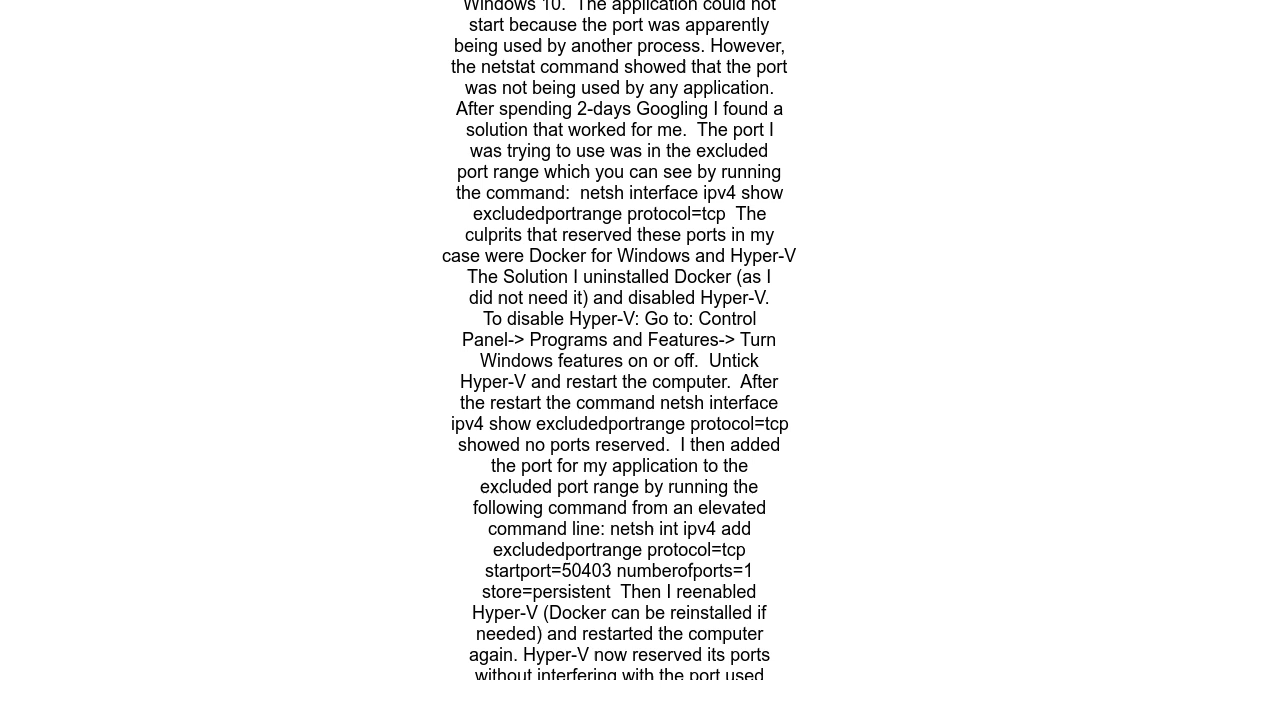 Windows 10.  The application could not
start because the port was apparently
being used by another process. However,
the netstat command showed that the port
was not being used by any application.
After spending 2-days Googling I found a
solution that worked for me.  The port I
was trying to use was in the excluded
port range which you can see by running
the command:  netsh interface ipv4 show
excludedportrange protocol=tcp  The
culprits that reserved these ports in my
case were Docker for Windows and Hyper-V
The Solution I uninstalled Docker (as I
did not need it) and disabled Hyper-V.
To disable Hyper-V: Go to: Control
Panel-> Programs and Features-> Turn
Windows features on or off.  Untick
Hyper-V and restart the computer.  After
the restart the command netsh interface
ipv4 show excludedportrange protocol=tcp
showed no ports reserved.  I then added
the port for my application to the
excluded port range by running the
following command from an elevated
command line: netsh int ipv4 add
excludedportrange protocol=tcp
startport=50403 numberofports=1
store=persistent  Then I reenabled
Hyper-V (Docker can be reinstalled if
needed) and restarted the computer
again. Hyper-V now reserved its ports
without interfering with the port used